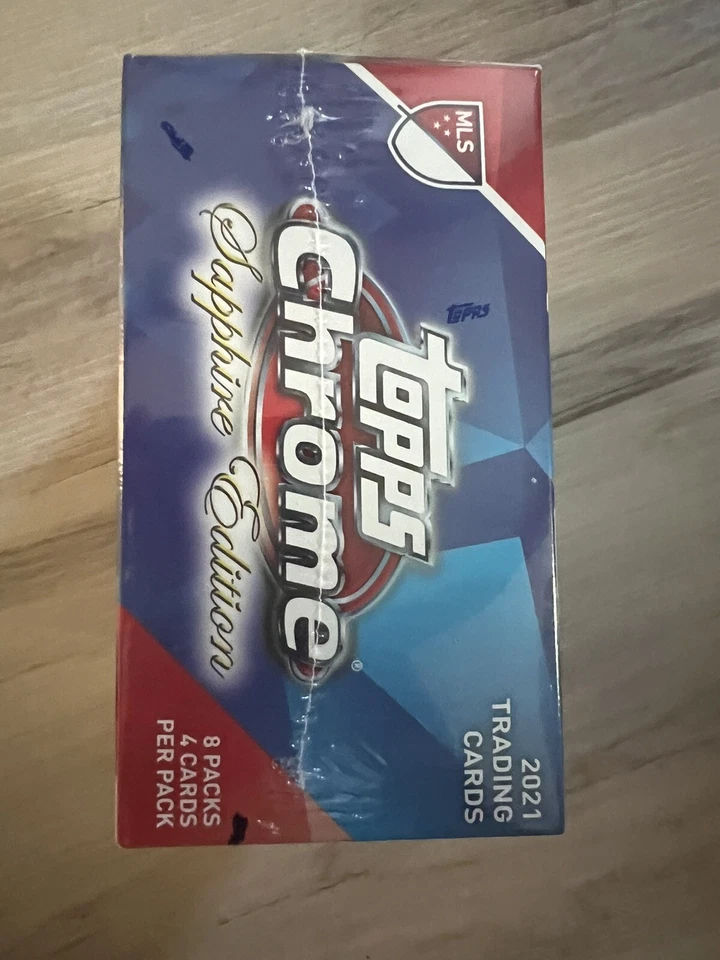 MLS
TOPPS
2021
TRADING
CARDS
topps
chrome®
Sapphire Edition
8 PACKS
4 CARDS
PER PACK